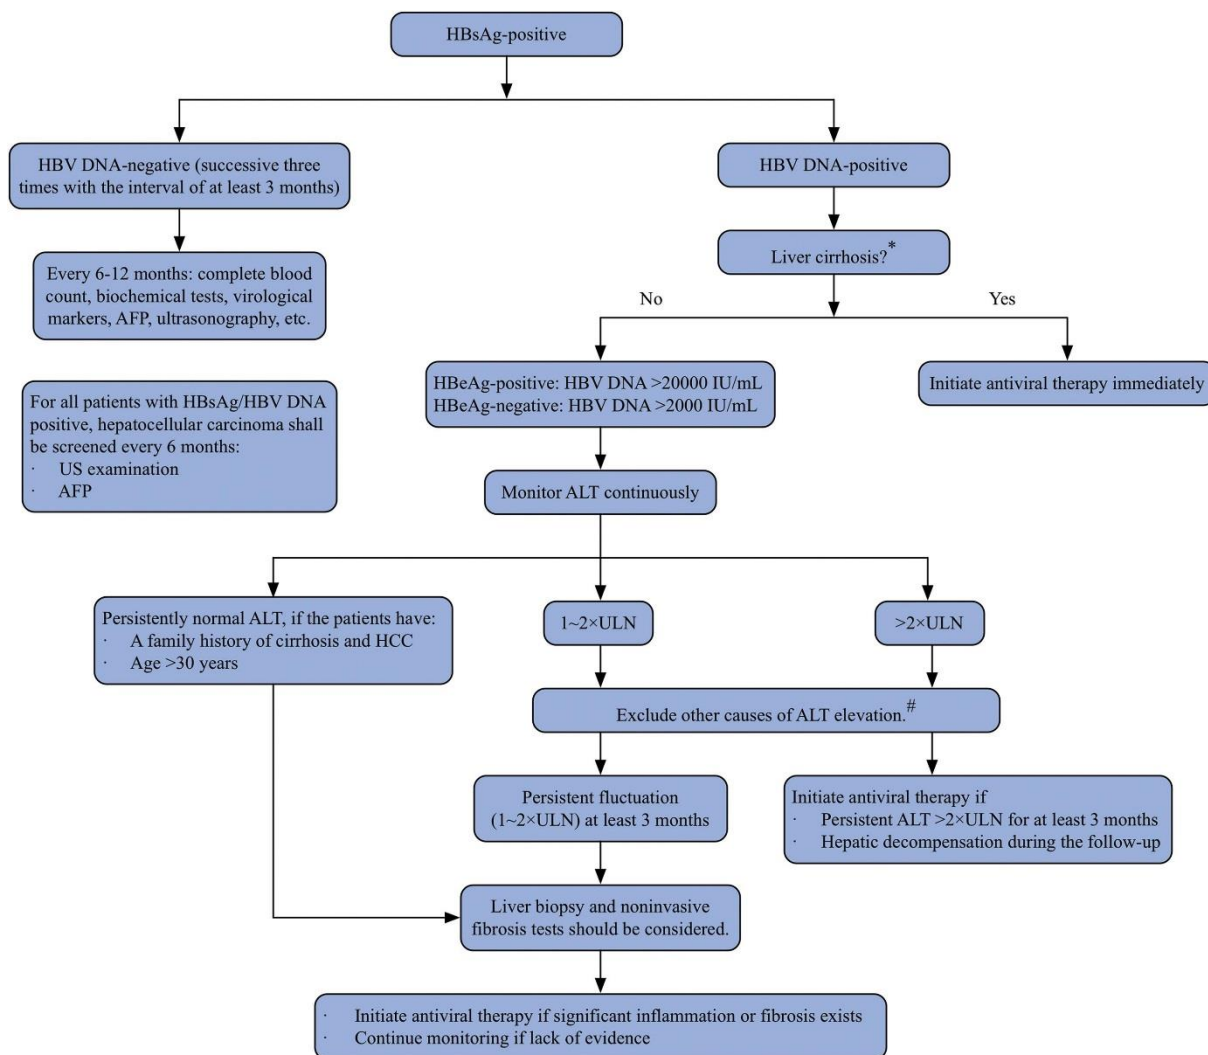 HBsAg-positive
HBV DNA-negative (successive three
times with the interval of at least 3 months)
HBV DNA-positive
Every 6-12 months: complete blood
count, biochemical tests, virological
markers, AFP, ultrasonography, etc.
Liver cirrhosis?*
No
Yes
HBeAg-positive: HBV DNA >20000 IU/mL
HBeAg-negative: HBV DNA >2000 IU/mL
Initiate antiviral therapy immediately
For all patients with HBsAg/HBV DNA
positive, hepatocellular carcinoma shall
be screened every 6 months:
· US examination
· AFP
Monitor ALT continuously
Persistently normal ALT, if the patients have:
· A family history of cirrhosis and HCC
· Age >30 years
1~2×ULN
>2×ULN
Exclude other causes of ALT elevation.#
Persistent fluctuation
(1~2×ULN) at least 3 months
Initiate antiviral therapy if
· Persistent ALT >2×ULN for at least 3 months
· Hepatic decompensation during the follow-up
Liver biopsy and noninvasive
fibrosis tests should be considered.
· Initiate antiviral therapy if significant inflammation or fibrosis exists
· Continue monitoring if lack of evidence